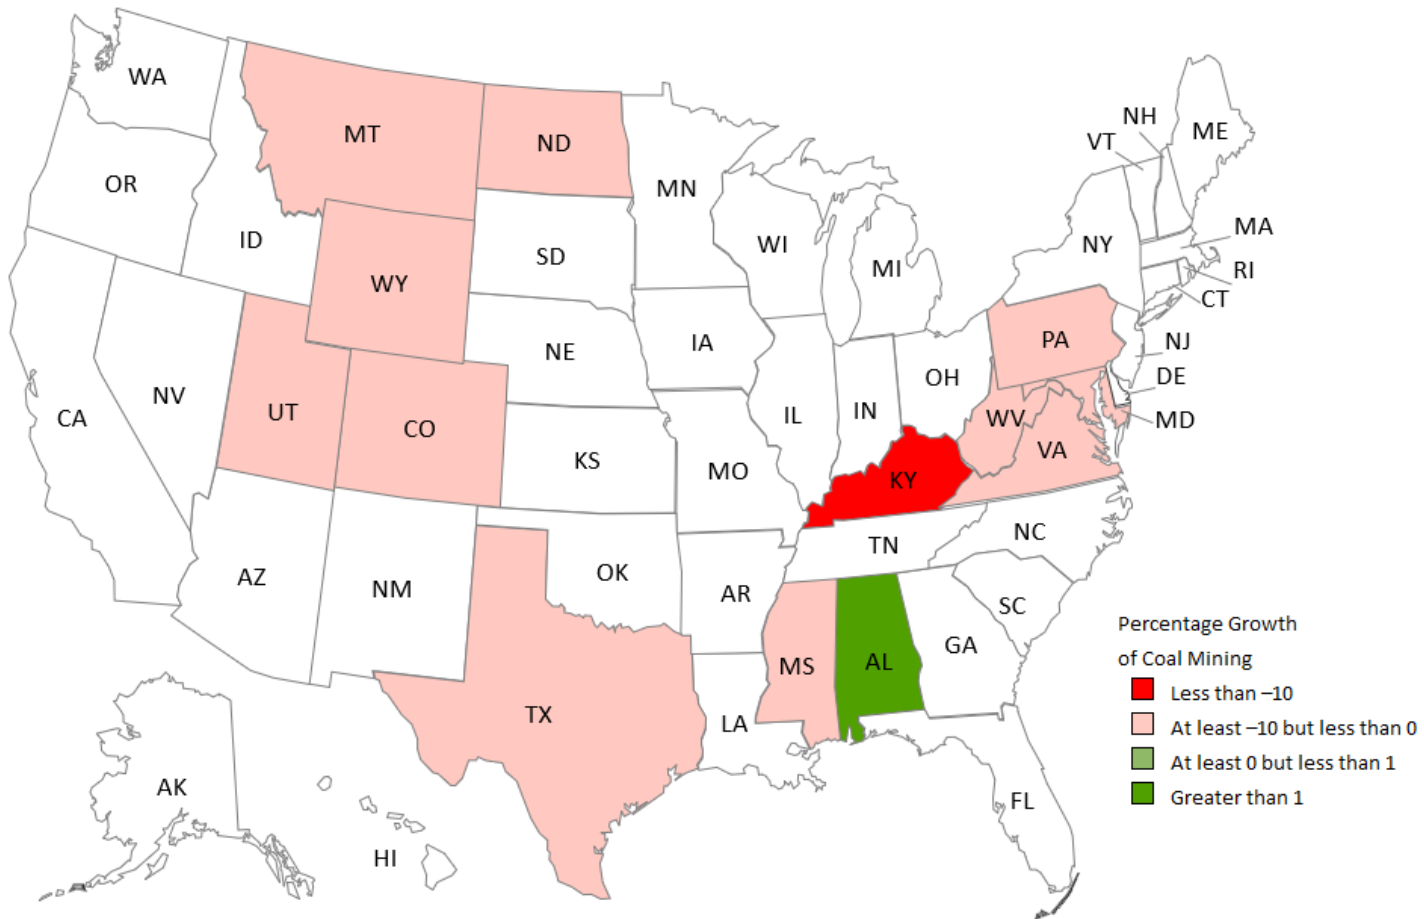 WA
MT
ND
OR
ID
MN
NH
VT
ME
WY
SD
WI
MI
NY
MA
RI
CT
NV
UT
CO
NE
IA
PA
NJ
CA
KS
MO
IL
IN
OH
WV
VA
DE
MD
KY
AZ
NM
OK
AR
TN
NC
SC
TX
LA
MS
AL
GA
AK
HI
FL
Percentage Growth
of Coal Mining
Less than –10
At least –10 but less than 0
At least 0 but less than 1
Greater than 1